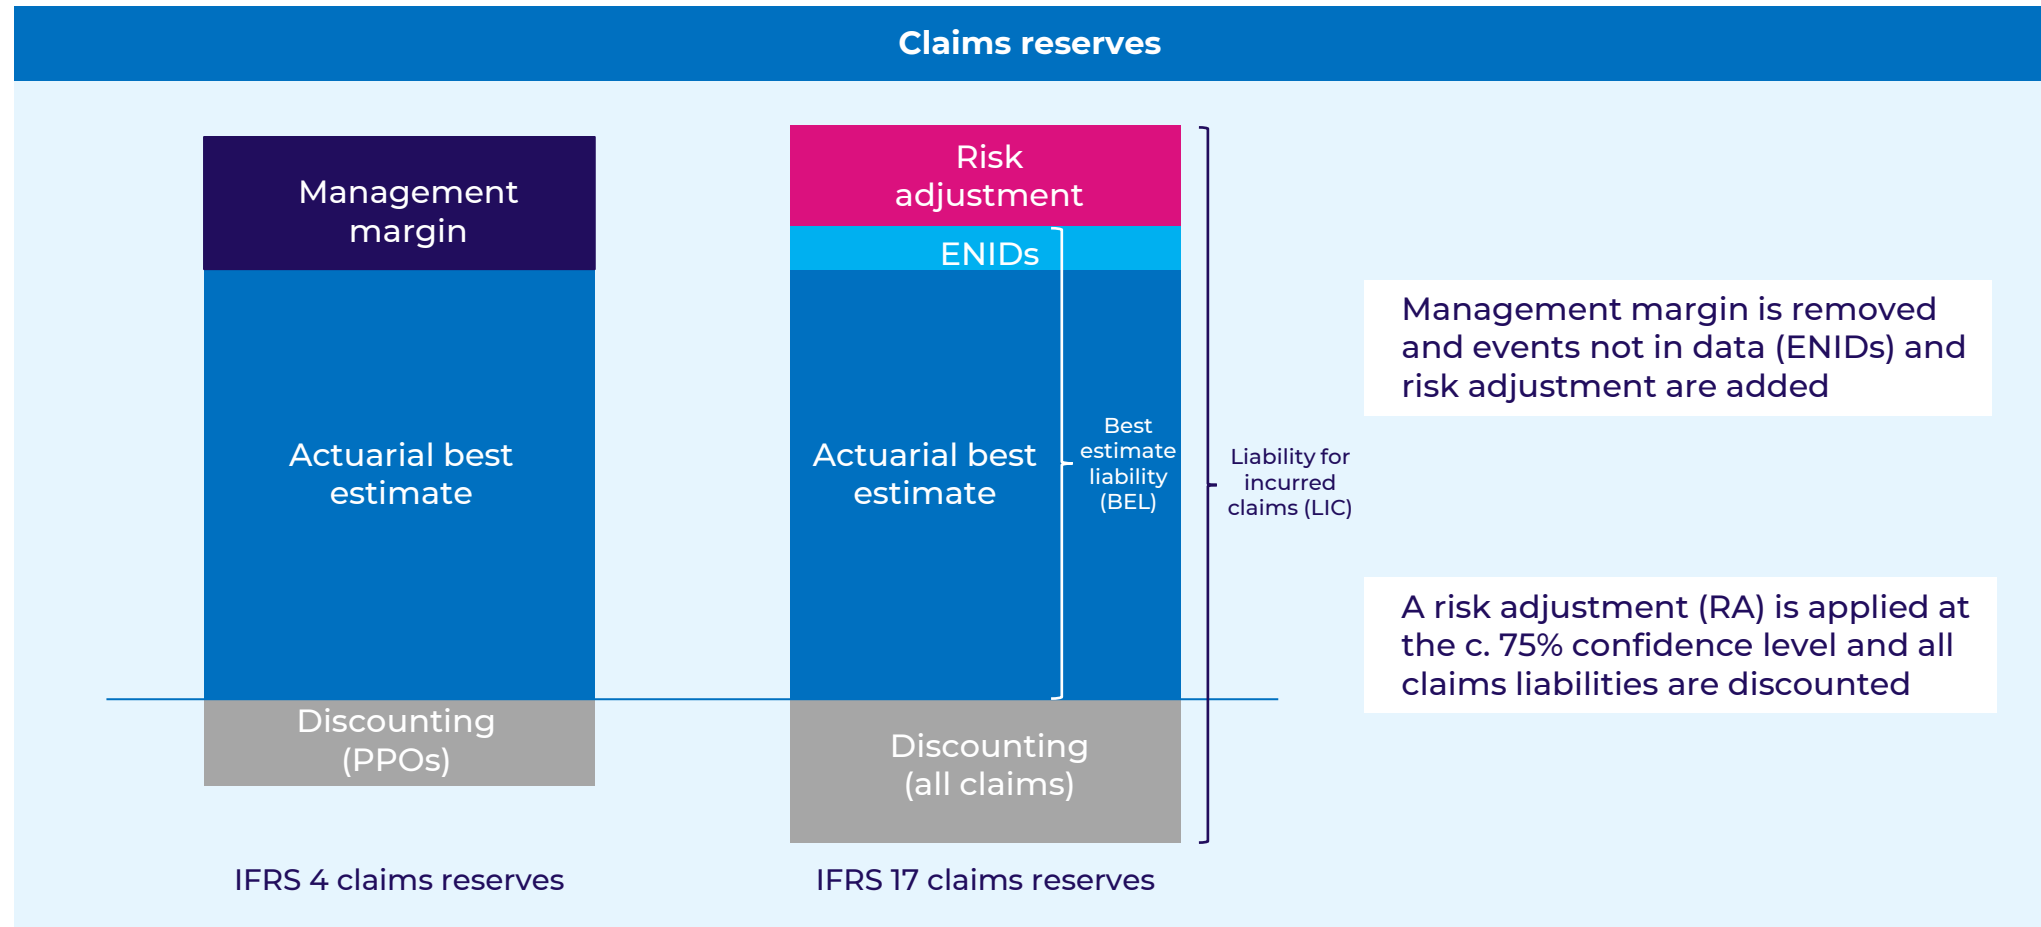 Claims reserves
Management
margin
Actuarial best
estimate
Discounting
(PPOs)
IFRS 4 claims reserves
Risk
adjustment
ENIDs
Actuarial best
estimate
Best
estimate
liability
(BEL)
Liability for
incurred
claims (LIC)
Discounting
(all claims)
IFRS 17 claims reserves
Management margin is removed
and events not in data (ENIDs) and
risk adjustment are added
A risk adjustment (RA) is applied at
the c. 75% confidence level and all
claims liabilities are discounted